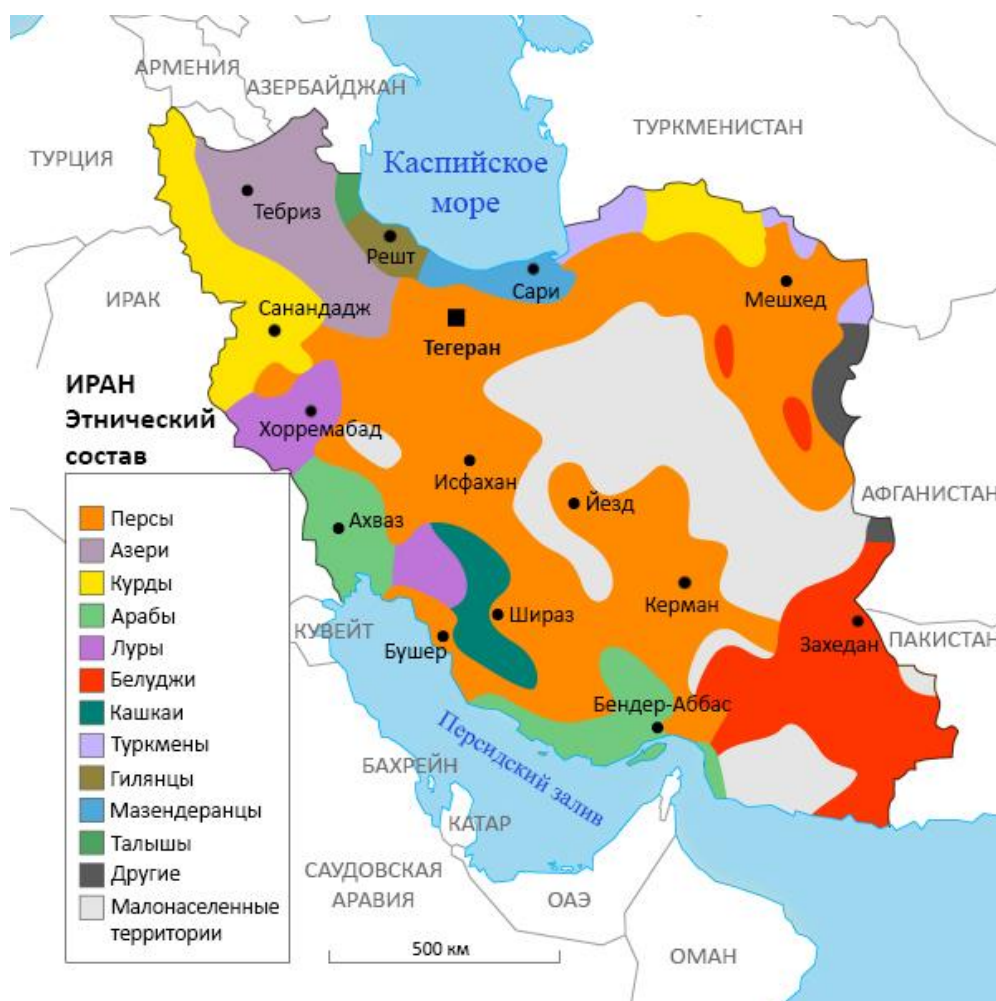 АРМЕНИЯ
АЗЕРБАЙДЖАН
ТУРКМЕНИСТАН
ТУРЦИЯ
Каспийское
море
Тебриз
Решт
ИРАК
Сари
Мешхед
Санандадж
Тегеран
ИРАН
Этнический
состав
Хорремабад
Исфахан
Йезд
АФГАНИСТАН
Ахваз
Персы
Азери
Курды
Арабы
Луры
Белуджи
Кашкаи
Туркмены
Гилянцы
Мазендеранцы
Талышы
Другие
Малонаселенные
территории
Керман
Шираз
КУВЕЙТ
Бушер
Захедан
ПАКИСТАН
Бендер-Аббас
Персидский залив
БАХРЕЙН
КАТАР
САУДОВСКАЯ
АРАВИЯ
ОАЭ
500 км
ОМАН